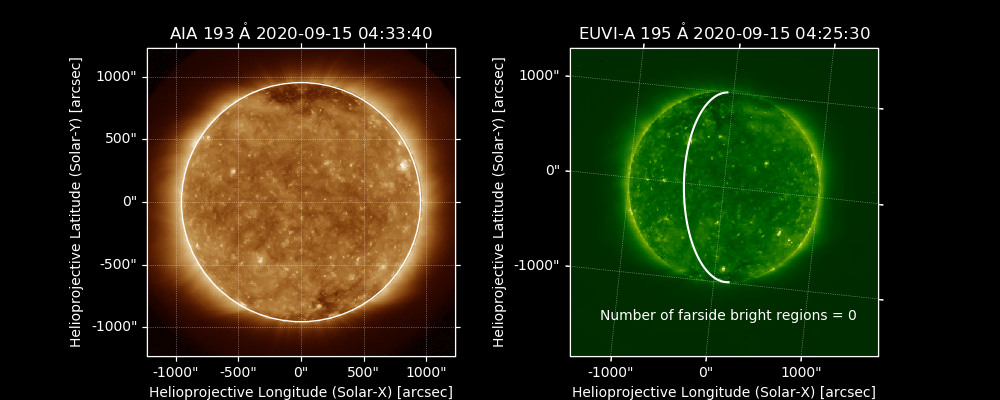 AIA 193 Å 2020-09-15 04:33:40
1000"
500"
0"
-500"
-1000"
Helioprojective Latitude (Solar-Y) [arcsec]
-1000" -500" 0" 500" 1000"
Helioprojective Longitude (Solar-X) [arcsec]
EUVI-A 195 Å 2020-09-15 04:25:30
1000"
0"
-1000"
Helioprojective Latitude (Solar-Y) [arcsec]
Number of farside bright regions = 0
-1000" 0" 1000"
Helioprojective Longitude (Solar-X) [arcsec]